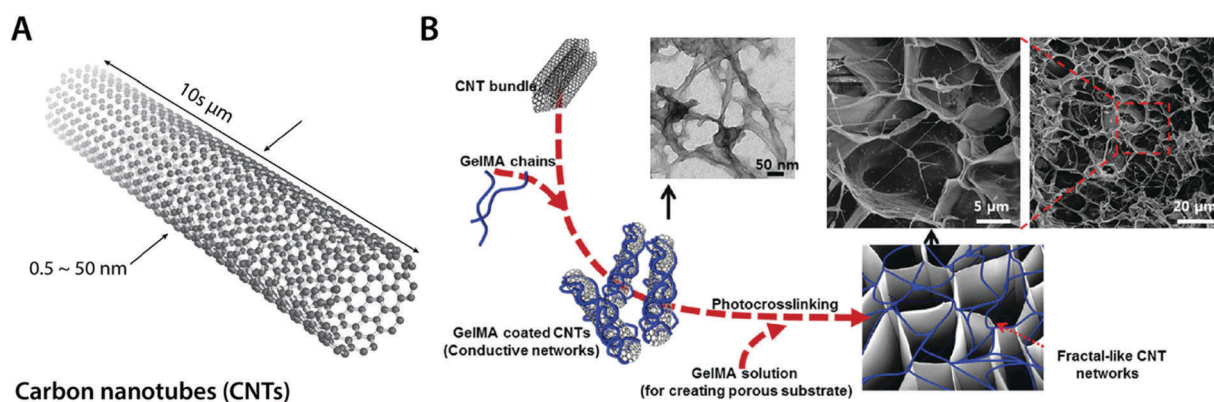 A
10s μm
0.5 ~ 50 nm
Carbon nanotubes (CNTs)
B
CNT bundle
GelMA chains
50 nm
5 μm
20 μm
GelMA coated CNTs
(Conductive networks)
Photocrosslinking
GelMA solution
(for creating porous substrate)
Fractal-like CNT
networks